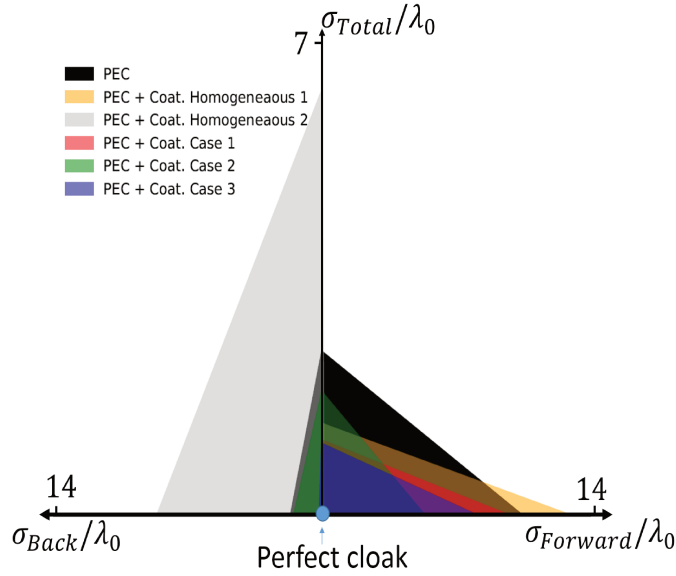 σ_Total/λ_0
7
PEC
PEC + Coat. Homogeneaous 1
PEC + Coat. Homogeneaous 2
PEC + Coat. Case 1
PEC + Coat. Case 2
PEC + Coat. Case 3
14
14
σ_Back/λ_0
σ_Forward/λ_0
Perfect cloak